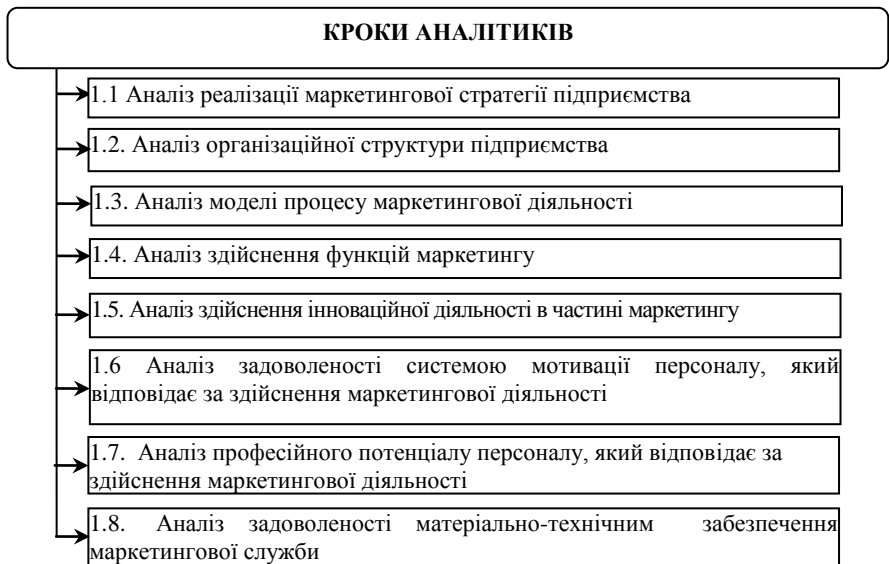 КРОКИ АНАЛІТИКІВ
1.1 Аналіз реалізації маркетингової стратегії підприємства
1.2. Аналіз організаційної структури підприємства
1.3. Аналіз моделі процесу маркетингової діяльності
1.4. Аналіз здійснення функцій маркетингу
1.5. Аналіз здійснення інноваційної діяльності в частині маркетингу
1.6 Аналіз задоволеності системою мотивації персоналу, який
відповідає за здійснення маркетингової діяльності
1.7. Аналіз професійного потенціалу персоналу, який відповідає за
здійснення маркетингової діяльності
1.8. Аналіз задоволеності матеріально-технічним забезпечення
маркетингової служби